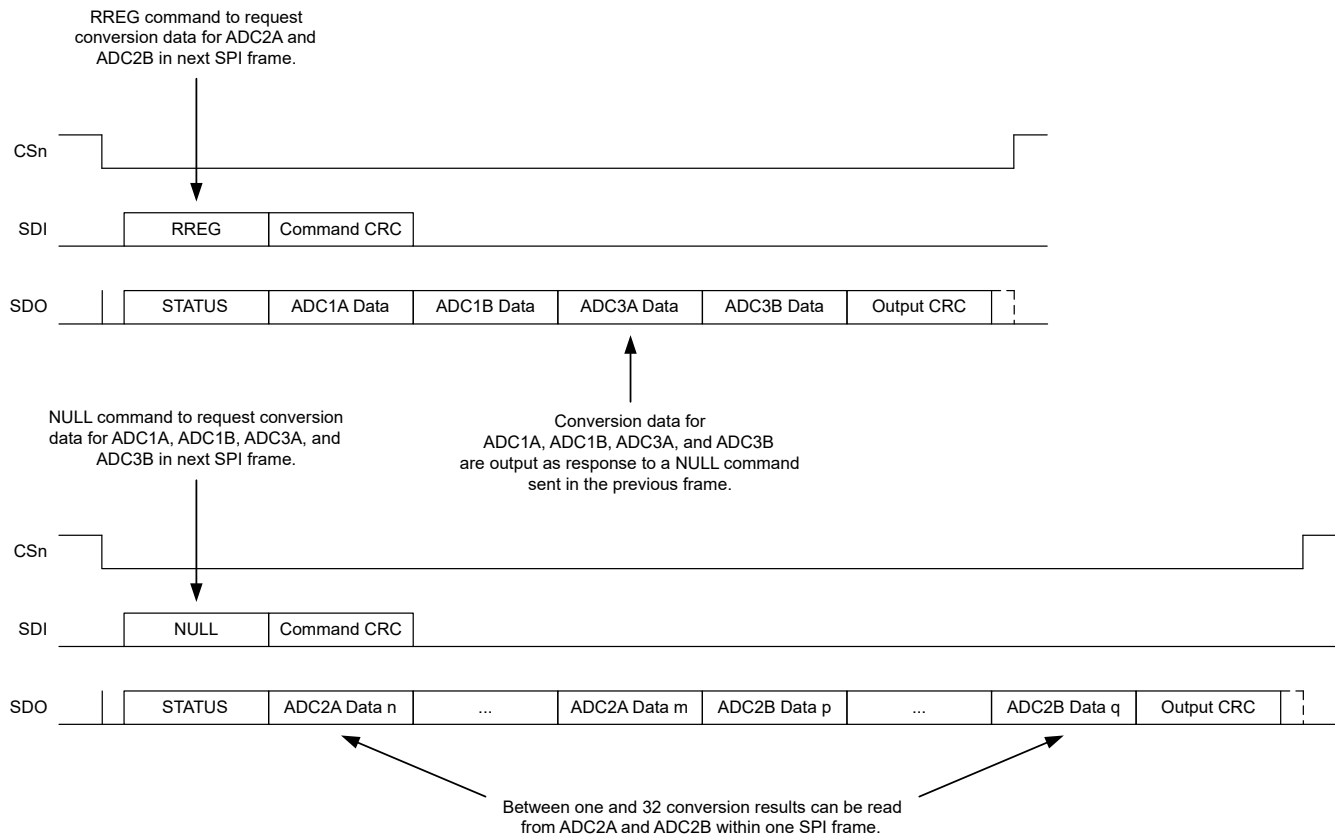 RREG command to request
conversion data for ADC2A and
ADC2B in next SPI frame.
CSn
SDI
RREG
Command CRC
SDO
STATUS
ADC1A Data
ADC1B Data
ADC3A Data
ADC3B Data
Output CRC
NULL command to request conversion
data for ADC1A, ADC1B, ADC3A, and
ADC3B in next SPI frame.
Conversion data for
ADC1A, ADC1B, ADC3A, and ADC3B
are output as response to a NULL command
sent in the previous frame.
CSn
SDI
NULL
Command CRC
SDO
STATUS
ADC2A Data n
...
ADC2A Data m
ADC2B Data p
...
ADC2B Data q
Output CRC
Between one and 32 conversion results can be read
from ADC2A and ADC2B within one SPI frame.